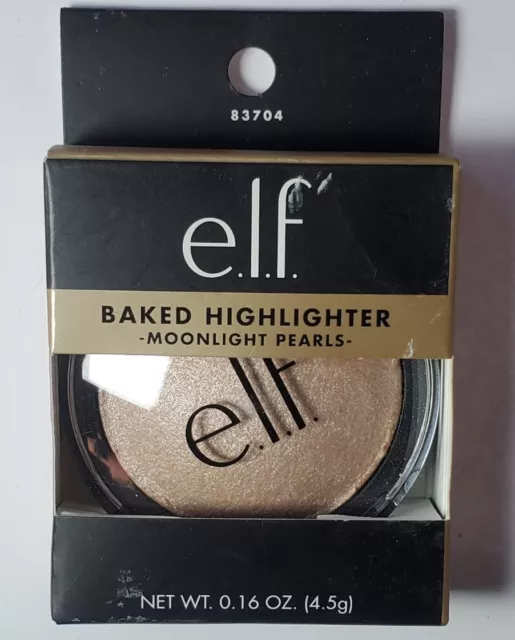 83704
e.l.f.
BAKED HIGHLIGHTER
-MOONLIGHT PEARLS-
e.l.f.
NET WT. 0.16 OZ. (4.5g)